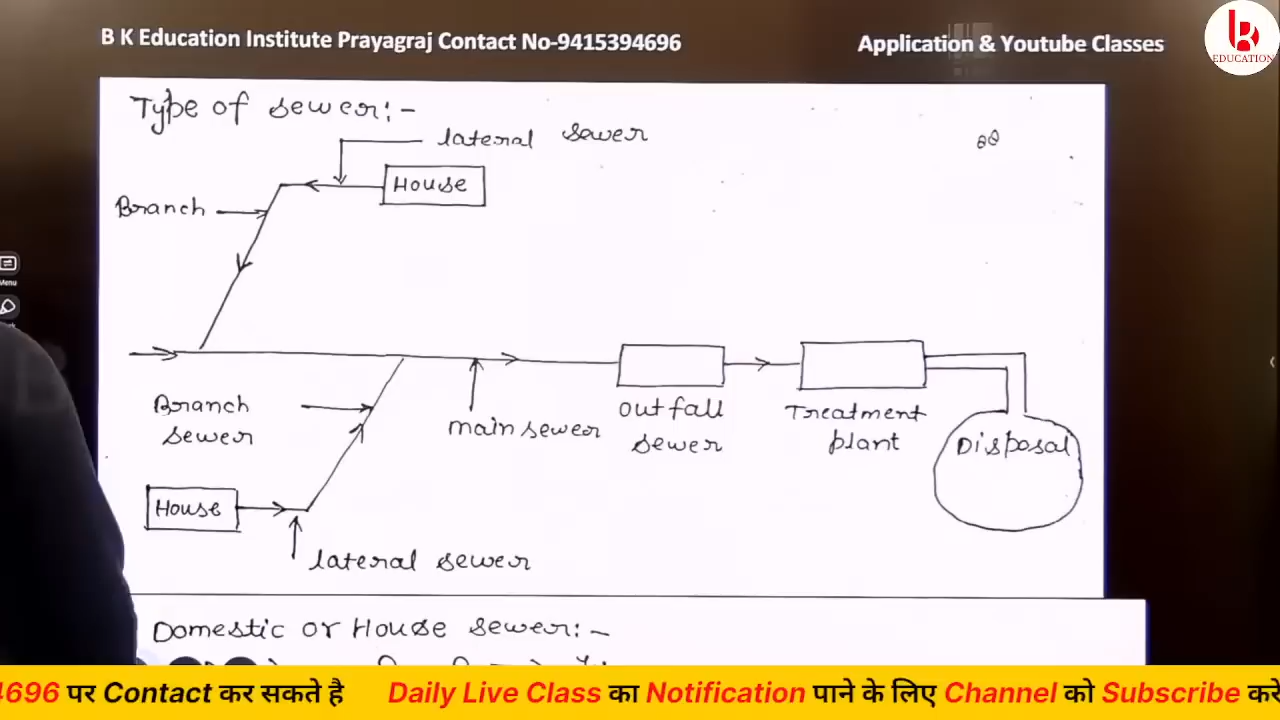 B K Education Institute Prayagraj Contact No-9415394696
Application & Youtube Classes
EDUCATION
Type of sewer:-
lateral sewer
House
Branch
Branch
sewer
main sewer
outfall
sewer
Treatment
plant
Disposal
House
lateral sewer
Menu
Domestic or House sewer:-
4696 पर Contact कर सकते है Daily Live Class का Notification पाने के लिए Channel को Subscribe करे